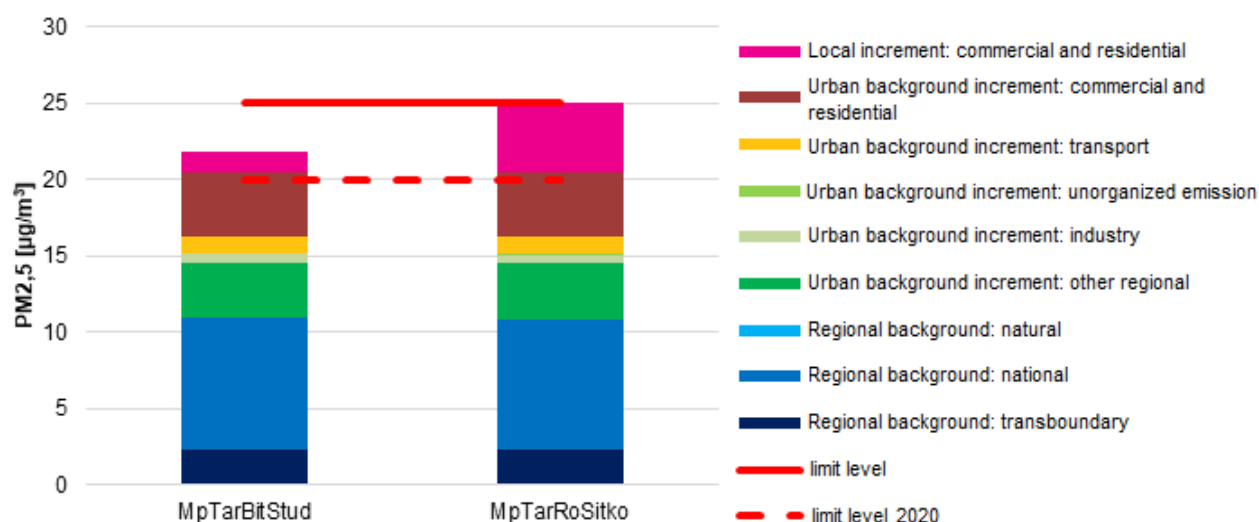 30
25
20
15
10
5
0
PM2,5 [µg/m³]
MpTarBitStud
MpTarRoSitko
Local increment: commercial and residential
Urban background increment: commercial and
residential
Urban background increment: transport
Urban background increment: unorganized emission
Urban background increment: industry
Urban background increment: other regional
Regional background: natural
Regional background: national
Regional background: transboundary
limit level
limit level 2020